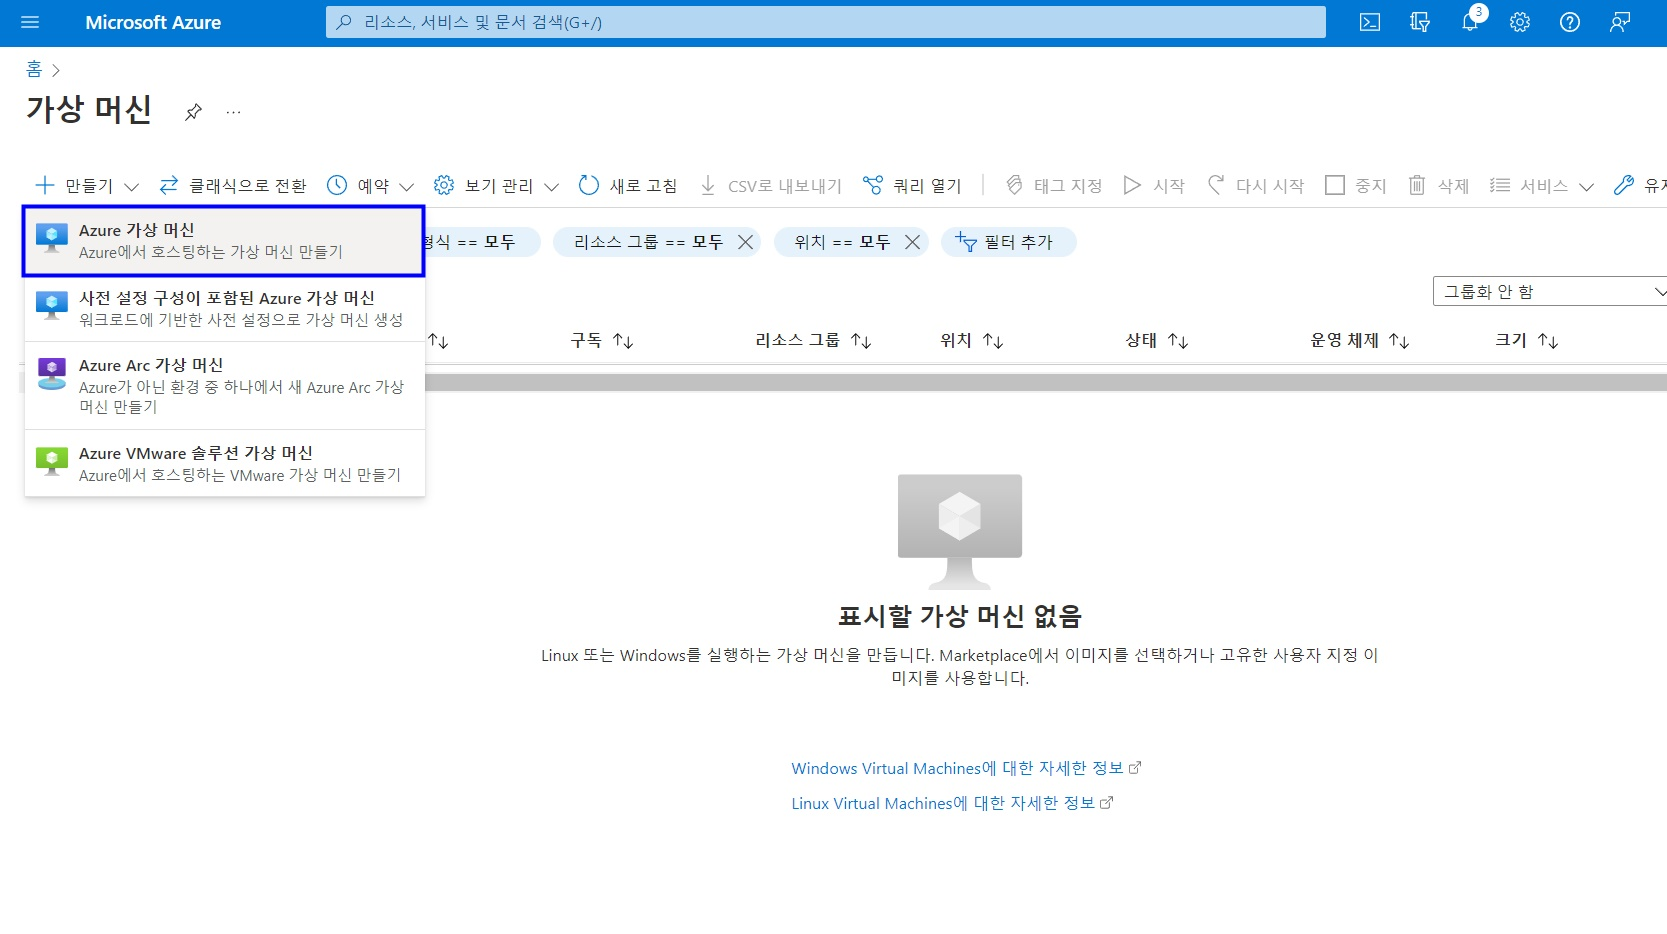 Microsoft Azure
리소스, 서비스 및 문서 검색(G+/)
3
홈
가상 머신
만들기
클래식으로 전환
예약
보기 관리
새로 고침
CSV로 내보내기
쿼리 열기
태그 지정
시작
다시 시작
중지
삭제
서비스
Azure 가상 머신
Azure에서 호스팅하는 가상 머신 만들기
사전 설정 구성이 포함된 Azure 가상 머신
워크로드에 기반한 사전 설정으로 가상 머신 생성
Azure Arc 가상 머신
Azure가 아닌 환경 중 하나에서 새 Azure Arc 가상
머신 만들기
Azure VMware 솔루션 가상 머신
Azure에서 호스팅하는 VMware 가상 머신 만들기
형식 == 모두
리소스 그룹 == 모두
위치 == 모두
필터 추가
그룹화 안 함
구독
리소스 그룹
위치
상태
운영 체제
크기
표시할 가상 머신 없음
Linux 또는 Windows를 실행하는 가상 머신을 만듭니다. Marketplace에서 이미지를 선택하거나 고유한 사용자 지정 이
미지를 사용합니다.
Windows Virtual Machines에 대한 자세한 정보
Linux Virtual Machines에 대한 자세한 정보